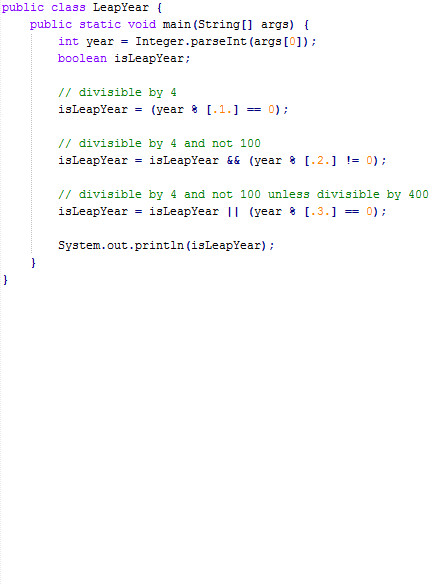 public class LeapYear {
    public static void main(String[] args) {
        int year = Integer.parseInt(args[0]);
        boolean isLeapYear;

        // divisible by 4
        isLeapYear = (year % [.1.] == 0);

        // divisible by 4 and not 100
        isLeapYear = isLeapYear && (year % [.2.] != 0);

        // divisible by 4 and not 100 unless divisible by 400
        isLeapYear = isLeapYear || (year % [.3.] == 0);

        System.out.println(isLeapYear);
    }
}